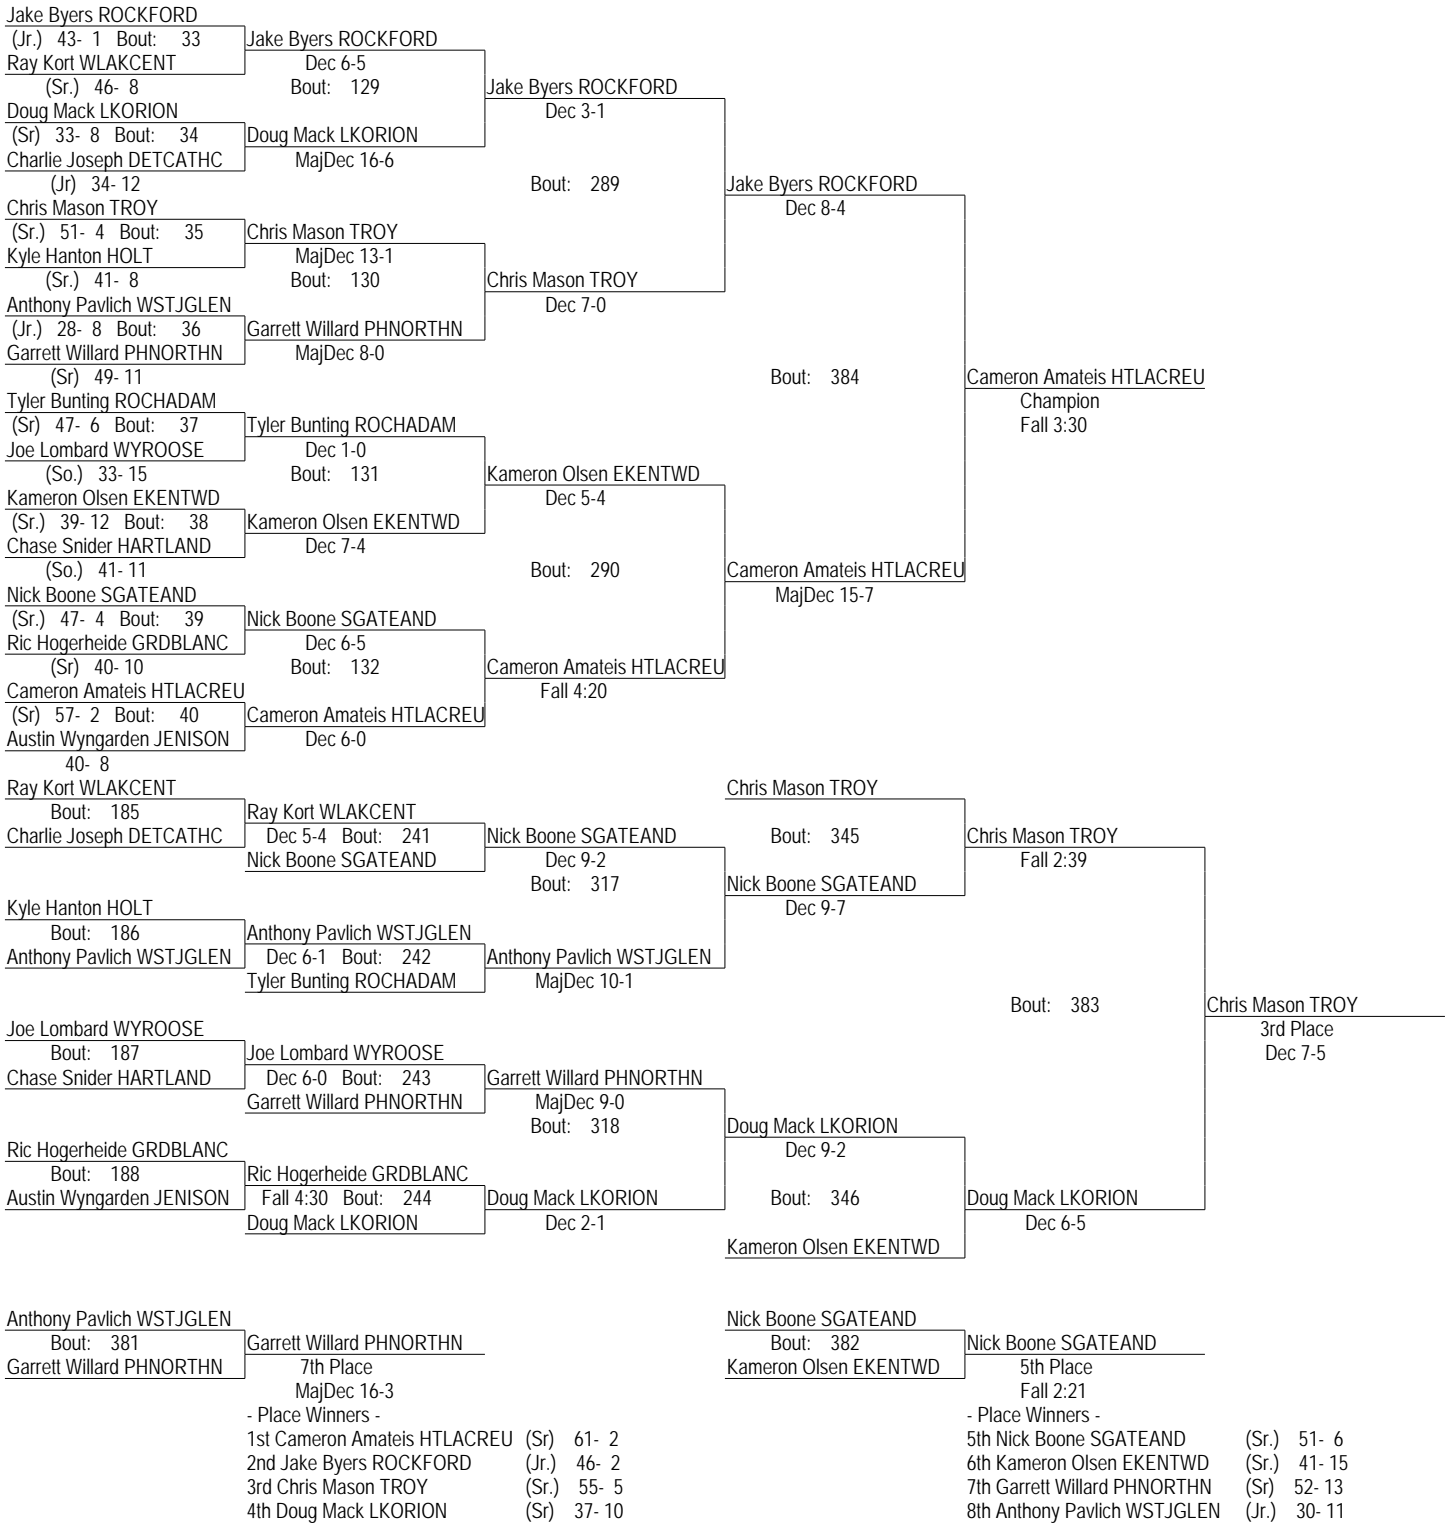 Jake Byers ROCKFORD
(Jr.) 43- 1 Bout: 33 Jake Byers ROCKFORD
Ray Kort WLAKCENT Dec 6-5
(Sr.) 46- 8 Bout: 129 Jake Byers ROCKFORD
Doug Mack LKORION Dec 3-1
(Sr) 33- 8 Bout: 34 Doug Mack LKORION
Charlie Joseph DETCATHC MajDec 16-6
(Jr) 34- 12 Bout: 289 Jake Byers ROCKFORD
Chris Mason TROY Dec 8-4
(Sr.) 51- 4 Bout: 35 Chris Mason TROY
Kyle Hanton HOLT MajDec 13-1
(Sr.) 41- 8 Bout: 130 Chris Mason TROY
Anthony Pavlich WSTJGLEN Dec 7-0
(Jr.) 28- 8 Bout: 36 Garrett Willard PHNORTHN
Garrett Willard PHNORTHN MajDec 8-0
(Sr) 49- 11 Bout: 384 Cameron Amateis HTLACREU
Tyler Bunting ROCHADAM Champion
(Sr) 47- 6 Bout: 37 Tyler Bunting ROCHADAM Fall 3:30
Joe Lombard WYROOSE Dec 1-0
(So.) 33- 15 Bout: 131 Kameron Olsen EKENTWD
Kameron Olsen EKENTWD Dec 5-4
(Sr.) 39- 12 Bout: 38 Kameron Olsen EKENTWD
Chase Snider HARTLAND Dec 7-4
(So.) 41- 11 Bout: 290 Cameron Amateis HTLACREU
Nick Boone SGATEAND MajDec 15-7
(Sr.) 47- 4 Bout: 39 Nick Boone SGATEAND
Ric Hogerheide GRDBLANC Dec 6-5
(Sr) 40- 10 Bout: 132 Cameron Amateis HTLACREU
Cameron Amateis HTLACREU Fall 4:20
(Sr) 57- 2 Bout: 40 Cameron Amateis HTLACREU
Austin Wyngarden JENISON Dec 6-0
40- 8
Ray Kort WLAKCENT Chris Mason TROY
Bout: 185 Ray Kort WLAKCENT
Charlie Joseph DETCATHC Dec 5-4 Bout: 241 Nick Boone SGATEAND Bout: 345 Chris Mason TROY
Nick Boone SGATEAND Dec 9-2 Fall 2:39
Bout: 317 Nick Boone SGATEAND
Kyle Hanton HOLT Dec 9-7
Bout: 186 Anthony Pavlich WSTJGLEN
Anthony Pavlich WSTJGLEN Dec 6-1 Bout: 242 Anthony Pavlich WSTJGLEN
Tyler Bunting ROCHADAM MajDec 10-1
Bout: 383 Chris Mason TROY
Joe Lombard WYROOSE 3rd Place
Bout: 187 Joe Lombard WYROOSE Dec 7-5
Chase Snider HARTLAND Dec 6-0 Bout: 243 Garrett Willard PHNORTHN
Garrett Willard PHNORTHN MajDec 9-0
Bout: 318 Doug Mack LKORION
Ric Hogerheide GRDBLANC Dec 9-2
Bout: 188 Ric Hogerheide GRDBLANC
Austin Wyngarden JENISON Fall 4:30 Bout: 244 Doug Mack LKORION Bout: 346 Doug Mack LKORION
Doug Mack LKORION Dec 2-1 Dec 6-5
Kameron Olsen EKENTWD
Anthony Pavlich WSTJGLEN Nick Boone SGATEAND
Bout: 381 Garrett Willard PHNORTHN Bout: 382 Nick Boone SGATEAND
Garrett Willard PHNORTHN 7th Place Kameron Olsen EKENTWD 5th Place
MajDec 16-3 Fall 2:21
- Place Winners - - Place Winners -
1st Cameron Amateis HTLACREU (Sr) 61- 2 5th Nick Boone SGATEAND (Sr.) 51- 6
2nd Jake Byers ROCKFORD (Jr.) 46- 2 6th Kameron Olsen EKENTWD (Sr.) 41- 15
3rd Chris Mason TROY (Sr.) 55- 5 7th Garrett Willard PHNORTHN (Sr) 52- 13
4th Doug Mack LKORION (Sr) 37- 10 8th Anthony Pavlich WSTJGLEN (Jr.) 30- 11